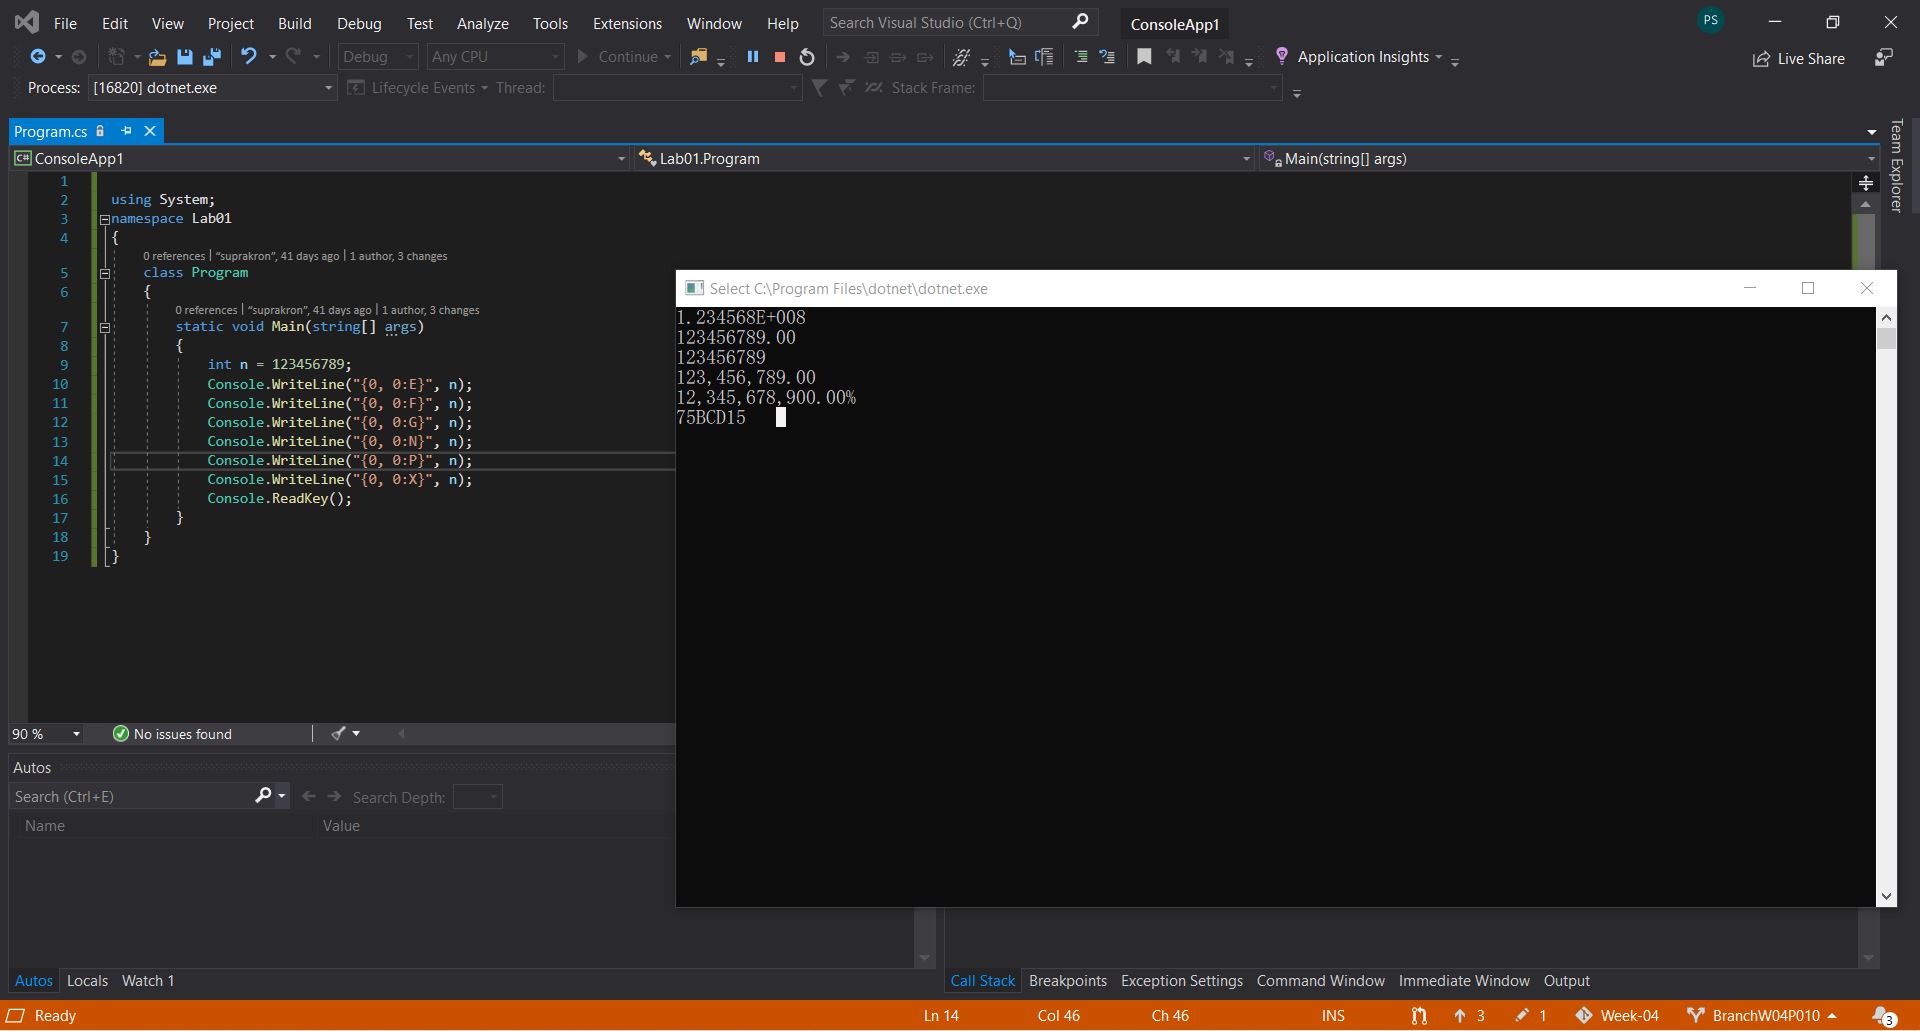 File Edit View Project Build Debug Test Analyze Tools Extensions Window Help Search Visual Studio (Ctrl+Q) ConsoleApp1 PS
Debug Any CPU Continue Application Insights Live Share
Process: [16820] dotnet.exe Lifecycle Events Thread: Stack Frame:
Program.cs
Team Explorer
C# ConsoleApp1 Lab01.Program Main(string[] args)
1
2 using System;
3 namespace Lab01
4 {
0 references | “suprakron”, 41 days ago | 1 author, 3 changes
5 class Program
6 {
0 references | “suprakron”, 41 days ago | 1 author, 3 changes
7 static void Main(string[] args)
8 {
9 int n = 123456789;
10 Console.WriteLine("{0, 0:E}", n);
11 Console.WriteLine("{0, 0:F}", n);
12 Console.WriteLine("{0, 0:G}", n);
13 Console.WriteLine("{0, 0:N}", n);
14 Console.WriteLine("{0, 0:P}", n);
15 Console.WriteLine("{0, 0:X}", n);
16 Console.ReadKey();
17 }
18 }
19 }
Select C:\Program Files\dotnet\dotnet.exe
1.234568E+008
123456789.00
123456789
123,456,789.00
12,345,678,900.00%
75BCD15
90 % No issues found
Autos
Search (Ctrl+E) Search Depth:
Name Value
Autos Locals Watch 1
Call Stack Breakpoints Exception Settings Command Window Immediate Window Output
Ready Ln 14 Col 46 Ch 46 INS 3 1 Week-04 BranchW04P010 3